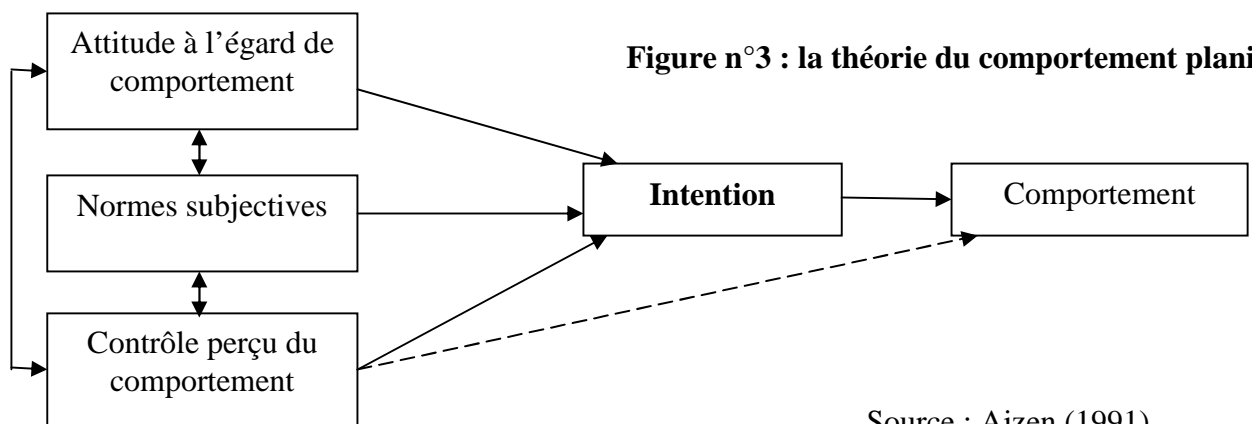 Attitude à l’égard de
comportement
Figure n°3 : la théorie du comportement plani
Normes subjectives
Intention
Comportement
Contrôle perçu du
comportement
Source : Ajzen (1991)